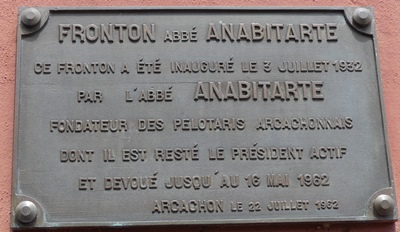 FRONTON ABBÉ ANABITARTE
CE FRONTON A ÉTÉ INAUGURÉ LE 3 JUILLET 1932
PAR L'ABBÉ ANABITARTE
FONDATEUR DES PELOTARIS ARCACHONNAIS
DONT IL EST RESTÉ LE PRÉSIDENT ACTIF
ET DEVOUÉ JUSQU'AU 16 MAI 1962
ARCACHON LE 22 JUILLET 1962